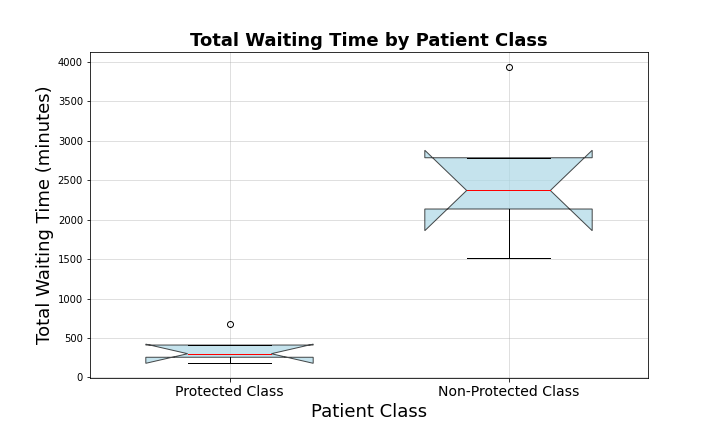 Total Waiting Time by Patient Class
Total Waiting Time (minutes)
4000
3500
3000
2500
2000
1500
1000
500
0
Protected Class
Non-Protected Class
Patient Class